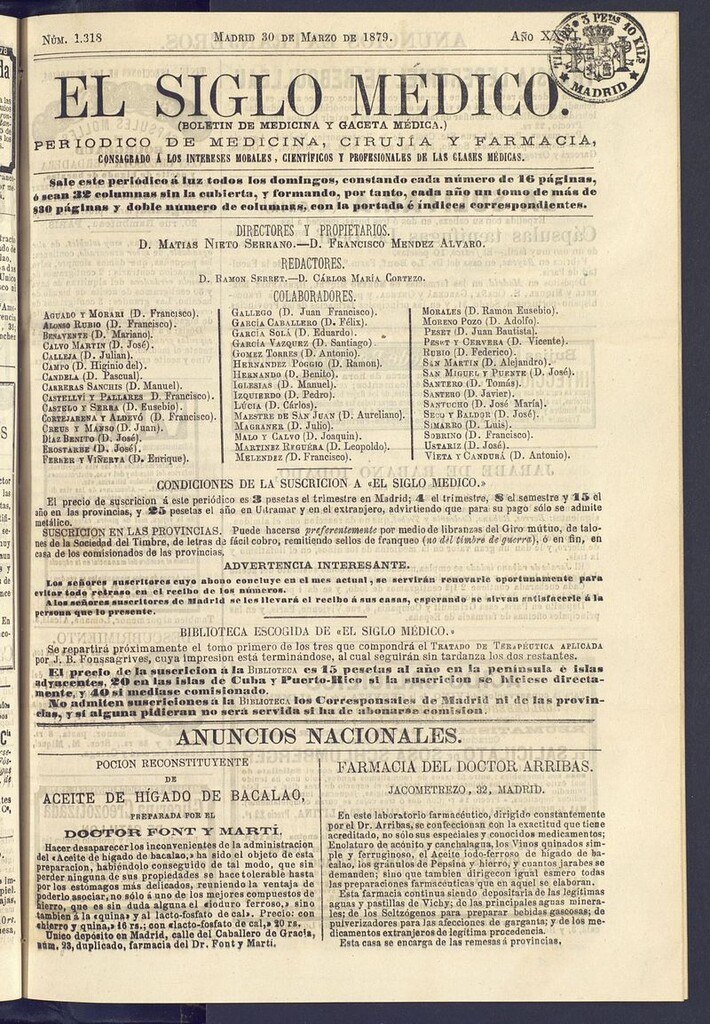 NÚM. 1.318
MADRID 30 DE MARZO DE 1879.
AÑO
TIMBRE 3 PETAS 10 KILS
MADRID
EL SIGLO MÉDICO.
(BOLETIN DE MEDICINA Y GACETA MÉDICA.)
PERIODICO DE MEDICINA, CIRUJÍA Y FARMACIA,
CONSAGRADO Á LOS INTERESES MORALES, CIENTÍFICOS Y PROFESIONALES DE LAS CLASES MÉDICAS.
Sale este periódico á luz todos los domingos, constando cada número de 16 páginas,
ó sean 32 columnas sin la cubierta, y formando, por tanto, cada año un tomo de más de
830 páginas y doble número de columnas, con la portada é índices correspondientes.
DIRECTORES Y PROPIETARIOS.
D. MATIAS NIETO SERRANO.—D. FRANCISCO MENDEZ ALVARO.
REDACTORES.
D. RAMON SERRET.—D. CÁRLOS MARÍA CORTEZO.
COLABORADORES.
AGUADO Y MORARI (D. Francisco).
ALONSO RUBIO (D. Francisco).
BENAVENTE (D. Mariano).
CALVO MARTIN (D. José).
CALLEJA (D. Julian).
CAMPO (D. Higinio del).
CANDELA (D. Pascual).
CARRERAS SANCHIS (D. Manuel).
CASTELLVÍ Y PALLARES D. Francisco).
CASTELO Y SERRA (D. Eusebio).
CORTEJARENA Y ALDEVÓ (D. Francisco).
CREUS Y MANSO (D. Juan).
DIAZ BENITO (D. José).
EROSTARBE (D. José).
FERRER Y VIÑERTA (D. Enrique).
GALLEGO (D. Juan Francisco).
GARCÍA CABALLERO (D. Félix).
GARCÍA SOLÁ (D. Eduardo.
GARCÍA VAZQUEZ (D. Santiago)
GOMEZ TORRES (D. Antonio).
HERNANDEZ POGGIO (D. Ramon).
HERNANDO (D. Benito).
IGLESIAS (D. Manuel).
IZQUIERDO (D. Pedro).
LÚCIA (D. Cárlos).
MAESTRE DE SAN JUAN (D. Aureliano).
MAGRANER (D. Julio).
MALO Y CALVO (D. Joaquin).
MARTINEZ REGUÉRA (D. Leopoldo).
MELENDEZ (D. Francisco).
MORALES (D. Ramon Eusebio).
MORENO POZO (D. Adolfo).
PESET (D. Juan Bautista).
PESET Y CERVERA (D. Vicente).
RUBIO (D. Federico).
SAN MARTIN (D. Alejandro).
SAN MIGUEL Y PUENTE (D. José).
SANTERO (D. Tomás).
SANTERO (D. Javier).
SANTUCHO (D. José María).
SECO Y BALDOR (D. José).
SIMARRO (D. Luis).
SOBRINO (D. Francisco).
USTARIZ (D. José).
VIETA Y CANDURÁ (D. Antonio).
CONDICIONES DE LA SUSCRICION A «EL SIGLO MEDICO.»
El precio de suscricion á este periódico es 3 pesetas el trimestre en Madrid; 4 el trimestre, 8 el semestre y 15 el
año en las provincias, y 25 pesetas el año en Ultramar y en el extranjero, advirtiendo que para su pago sólo se admite
metálico.
SUSCRICION EN LAS PROVINCIAS. Puede hacerse preferentemente por medio de libranzas del Giro mútuo, de talo-
nes de la Sociedad del Timbre, de letras de fácil cobro, remitiendo sellos de franqueo (no del timbre de guerra), ó en fin, en
casa de los comisionados de las provincias.
ADVERTENCIA INTERESANTE.
Los señores suscritores cuyo abono concluye en el mes actual, se servirán renovarle oportunamente para
evitar todo retraso en el recibo de los números.
A los señores suscritores de Madrid se les llevará el recibo á sus casas, esperando se sirvan satisfacerle á la
persona que lo presente.
BIBLIOTECA ESCOGIDA DE «EL SIGLO MÉDICO.»
Se repartirá próximamente el tomo primero de los tres que compondrá el TRATADO DE TERAPÉUTICA APLICADA
por J. B. Fonssagrives, cuya impresion está terminándose, al cual seguirán sin tardanza los dos restantes.
El precio de la suscricion á la BIBLIOTECA es 15 pesetas al año en la península é islas
adyacentes, 20 en las islas de Cuba y Puerto-Rico si la suscricion se hiciese directa-
mente, y 40 si mediase comisionado.
No admiten suscriciones á la BIBLIOTECA los Corresponsales de Madrid ni de las provin-
cias, y si alguna pidieran no será servida si ha de abonarse comision.
ANUNCIOS NACIONALES.
POCION RECONSTITUYENTE
DE
ACEITE DE HÍGADO DE BACALAO,
PREPARADA POR EL
DOCTOR FONT Y MARTÍ.
Hacer desaparecer los inconvenientes de la administracion
del «Aceite de hígado de bacalao,» ha sido el objeto de esta
preparacion, habiéndolo conseguido de tal modo, que sin
perder ninguna de sus propiedades se hace tolerable hasta
por los estómagos más delicados, reuniendo la ventaja de
poderlo asociar, no sólo á uno de los mejores compuestos de
hierro, que es sin duda alguna el «ioduro ferroso,» sino
tambien á la «quina» y al lacto-fosfato de cal». Precio: con
«hierro y quina,» 16 rs.; con «lacto-fosfato de cal,» 20 rs.
Unico depósito en Madrid, calle del Caballero de Gracia,
núm. 23, duplicado, farmacia del Dr. Font y Martí.
FARMACIA DEL DOCTOR ARRIBAS.
JACOMETREZO, 32, MADRID.
En este laboratorio farmacéutico, dirigido constantemente
por el Dr. Arribas, se confeccionan con la exactitud que tiene
acreditado, no sólo sus especiales y conocidos medicamentos;
Enolaturo de acónito y canchalagua, los Vinos quinados sim-
ple y ferruginoso, el Aceite iodo-ferroso de hígado de ba-
calao, los gránulos de Pepsina y hierro, y cuantos jarabes se
demanden; sino que tambien dirigen igual esmero todas
las preparaciones farmacéuticas que en aquel se elaboran.
Esta farmacia continua siendo depositaria de las legítimas
aguas y pastillas de Vichy; de las principales aguas minera-
les; de los Seltzógenos para preparar bebidas gaseosas; de
pulverizadores para las afecciones de garganta; y de los me-
dicamentos extranjeros de legítima procedencia.
Esta casa se encarga de las remesas á provincias.